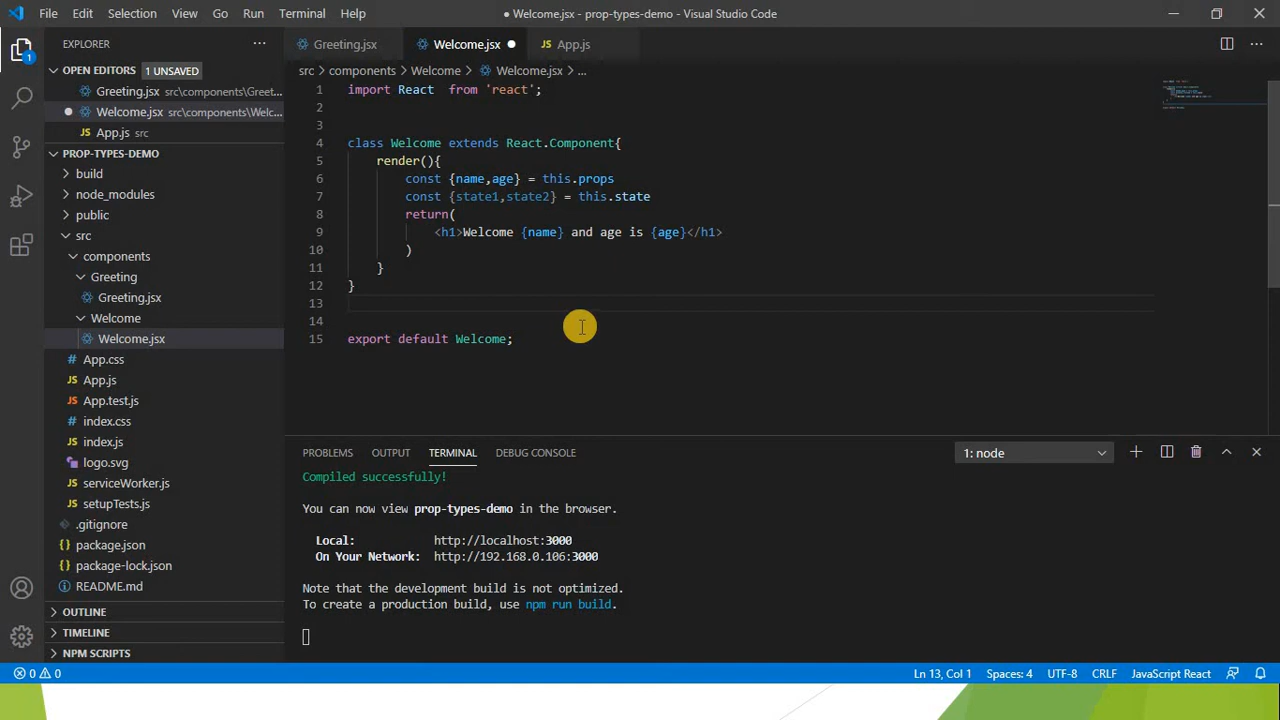 File Edit Selection View Go Run Terminal Help
● Welcome.jsx - prop-types-demo - Visual Studio Code
EXPLORER
1
OPEN EDITORS 1 UNSAVED
Greeting.jsx src\components\Greet...
Welcome.jsx src\components\Welc...
JS App.js src
PROP-TYPES-DEMO
build
node_modules
public
src
components
Greeting
Greeting.jsx
Welcome
Welcome.jsx
# App.css
JS App.js
JS App.test.js
# index.css
JS index.js
logo.svg
JS serviceWorker.js
JS setupTests.js
.gitignore
{} package.json
{} package-lock.json
README.md
OUTLINE
TIMELINE
NPM SCRIPTS
Greeting.jsx Welcome.jsx ● JS App.js
src > components > Welcome > Welcome.jsx > ...
1 import React  from 'react';
2
3
4 class Welcome extends React.Component{
5     render(){
6         const {name,age} = this.props
7         const {state1,state2} = this.state
8         return(
9             <h1>Welcome {name} and age is {age}</h1>
10         )
11     }
12 }
13
14
15 export default Welcome;
PROBLEMS OUTPUT TERMINAL DEBUG CONSOLE 1: node
Compiled successfully!
You can now view prop-types-demo in the browser.
Local: http://localhost:3000
On Your Network: http://192.168.0.106:3000
Note that the development build is not optimized.
To create a production build, use npm run build.
0 0 Ln 13, Col 1 Spaces: 4 UTF-8 CRLF JavaScript React